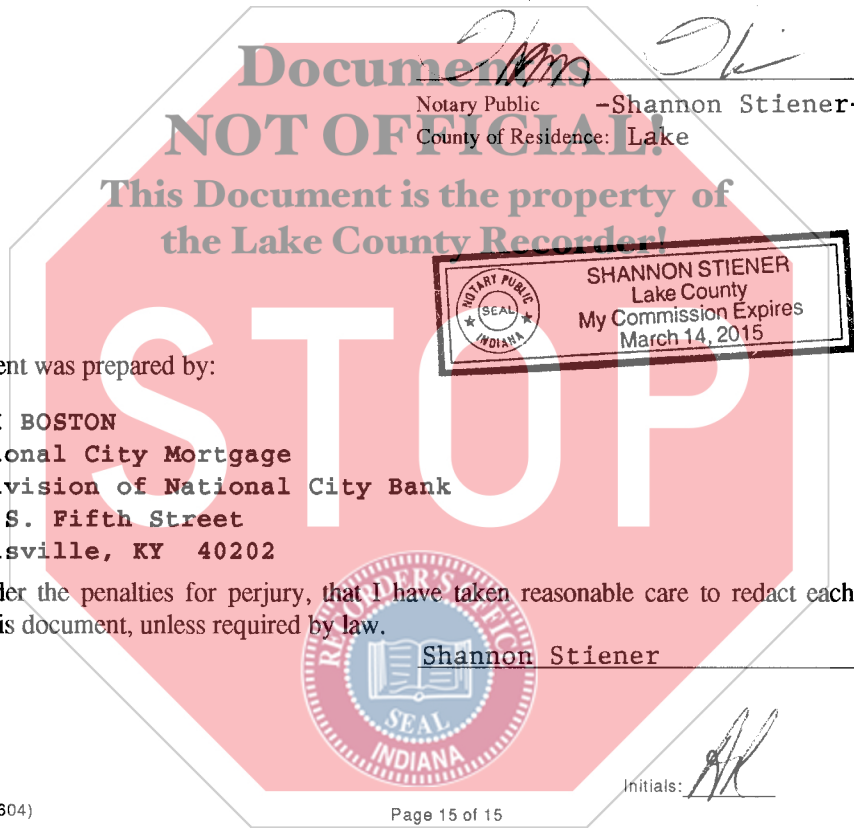 Document is
NOT OFFICIAL!
This Document is the property of
the Lake County Recorder!
Notary Public -Shannon Stiener-
County of Residence: Lake
NOTARY PUBLIC
SEAL
INDIANA
SHANNON STIENER
Lake County
My Commission Expires
March 14, 2015
STOP
ent was prepared by:
BOSTON
onal City Mortgage
vision of National City Bank
S. Fifth Street
sville, KY 40202
der the penalties for perjury, that I have taken reasonable care to redact each
is document, unless required by law.
Shannon Stiener
RECORDER'S OFFICE
SEAL
INDIANA
Initials:
604)
Page 15 of 15